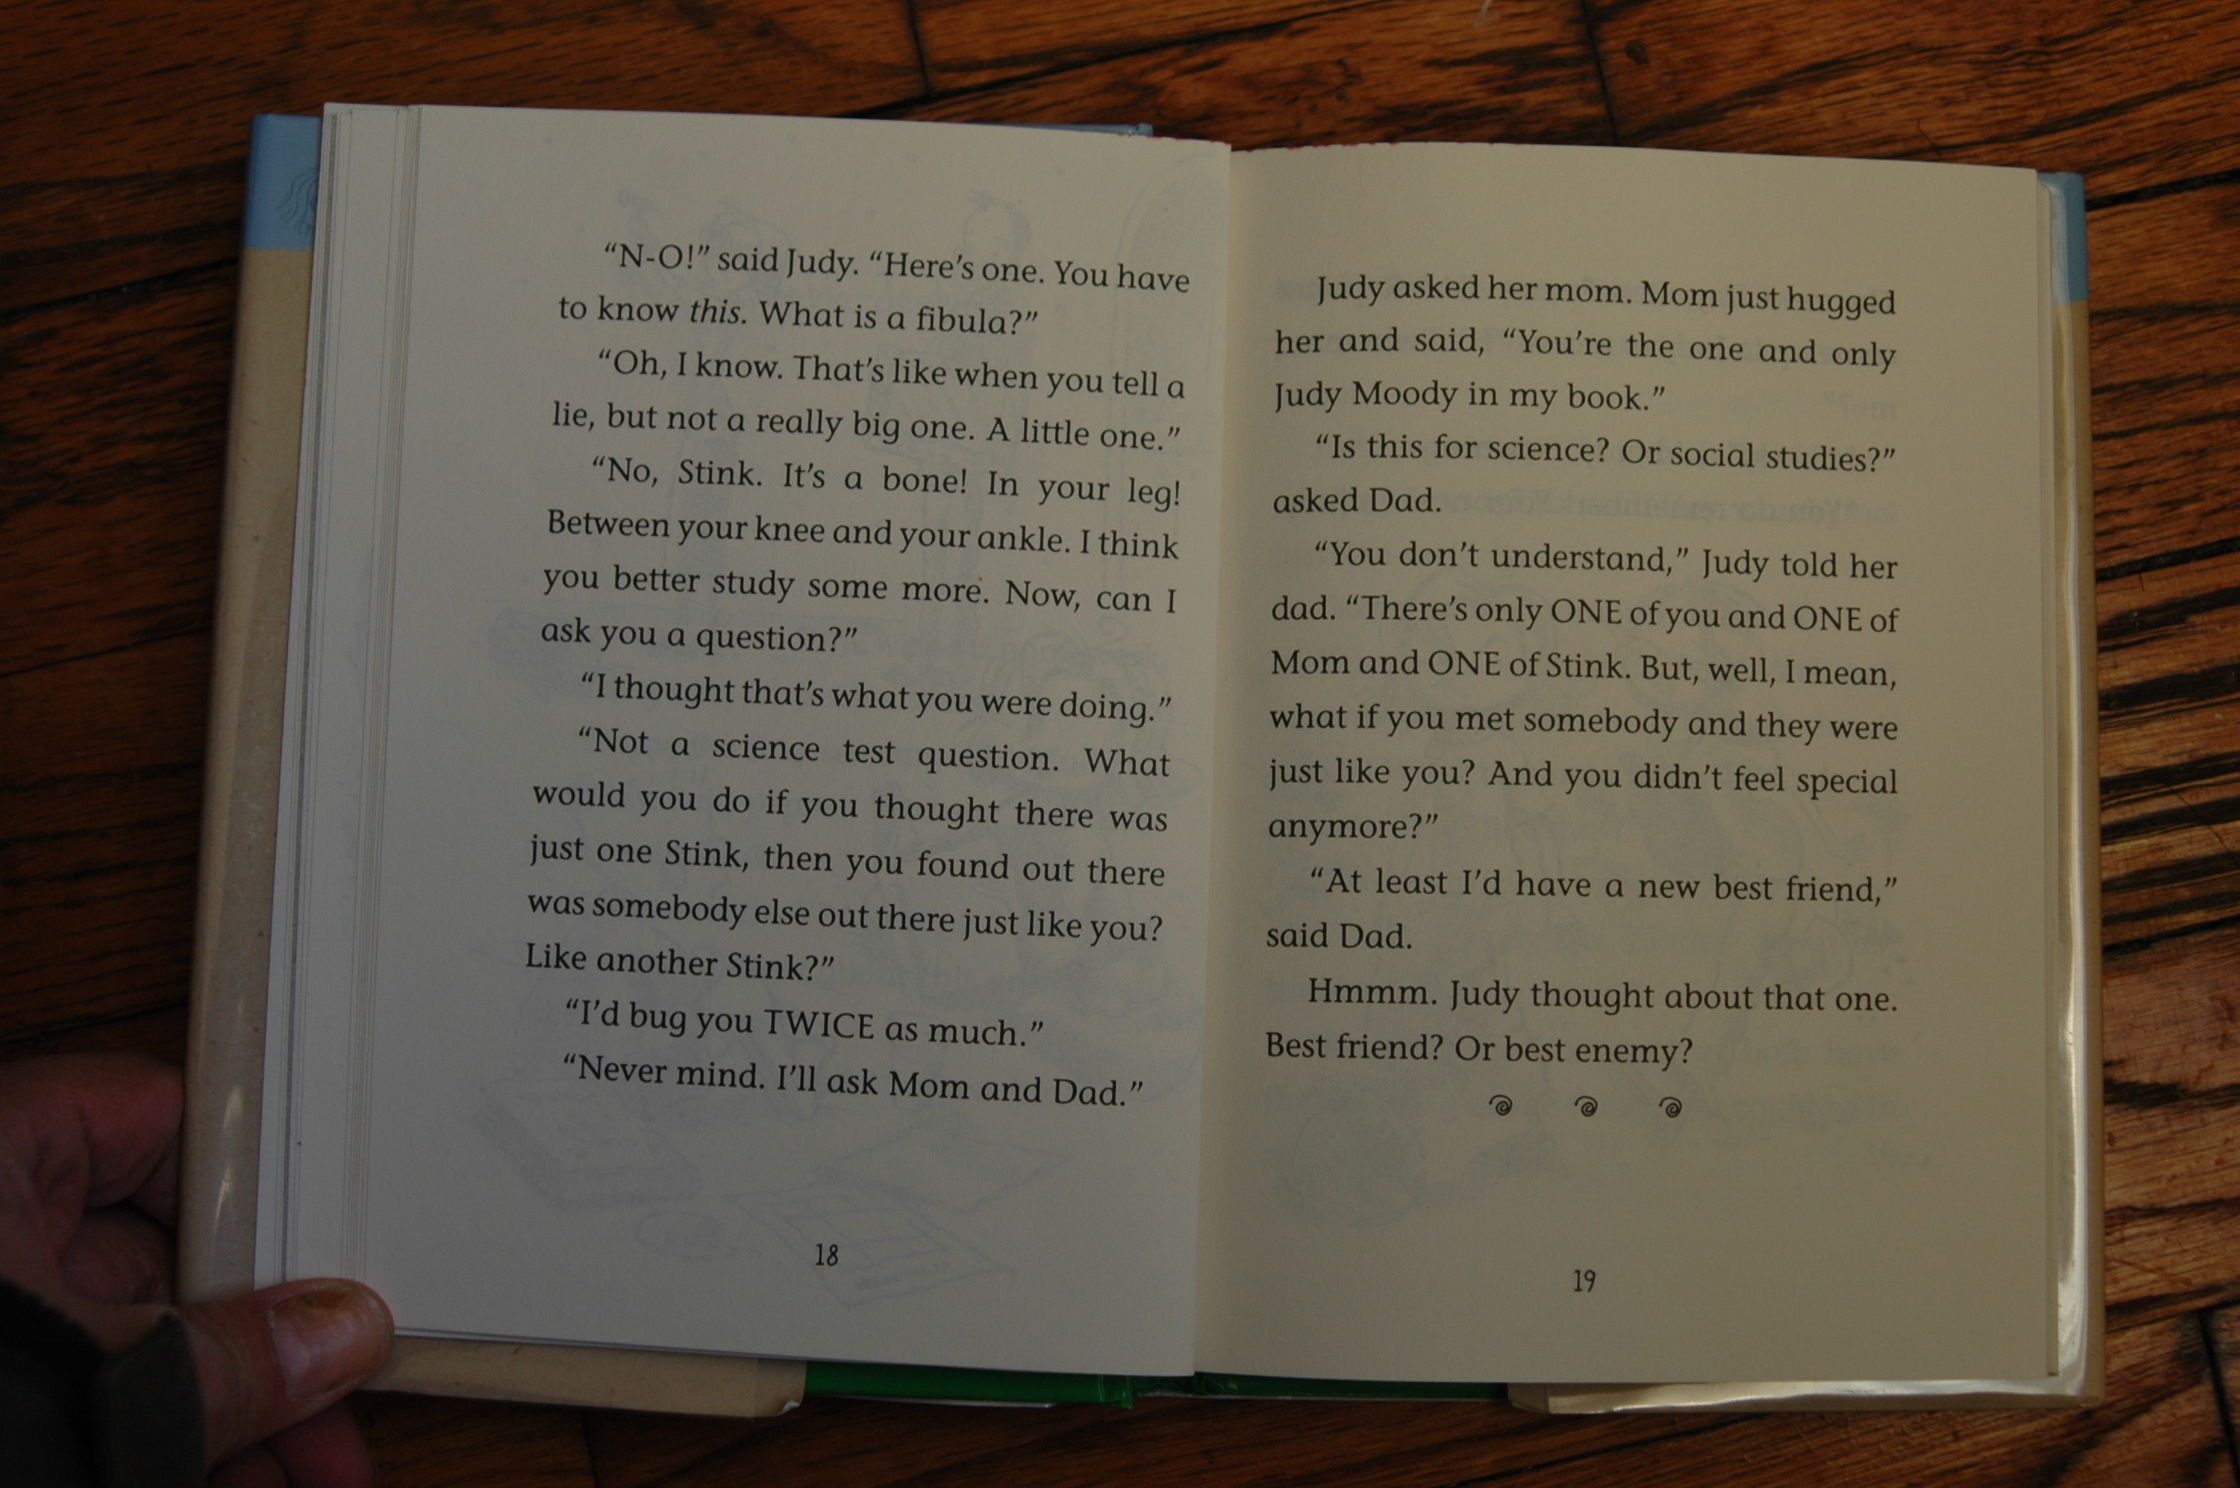 “N-O!” said Judy. “Here’s one. You have
to know this. What is a fibula?”
“Oh, I know. That’s like when you tell a
lie, but not a really big one. A little one.”
“No, Stink. It’s a bone! In your leg!
Between your knee and your ankle. I think
you better study some more. Now, can I
ask you a question?”
“I thought that’s what you were doing.”
“Not a science test question. What
would you do if you thought there was
just one Stink, then you found out there
was somebody else out there just like you?
Like another Stink?”
“I’d bug you TWICE as much.”
“Never mind. I’ll ask Mom and Dad.”
18
Judy asked her mom. Mom just hugged
her and said, “You’re the one and only
Judy Moody in my book.”
“Is this for science? Or social studies?”
asked Dad.
“You don’t understand,” Judy told her
dad. “There’s only ONE of you and ONE of
Mom and ONE of Stink. But, well, I mean,
what if you met somebody and they were
just like you? And you didn’t feel special
anymore?”
“At least I’d have a new best friend,”
said Dad.
Hmmm. Judy thought about that one.
Best friend? Or best enemy?
19